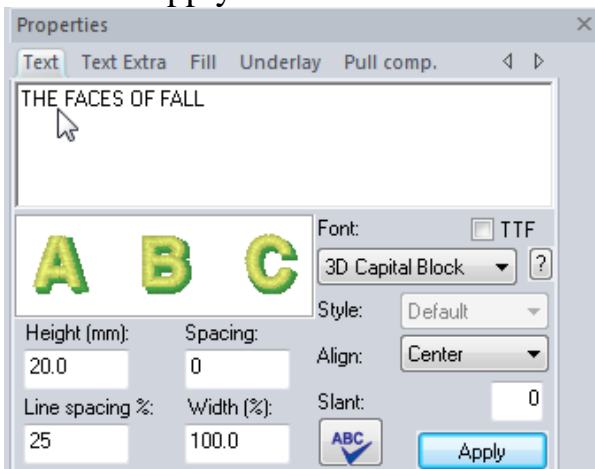 Apply
Properties
Text Text Extra Fill Underlay Pull comp.
THE FACES OF FALL
A B C
Font: TTF
3D Capital Block ?
Style: Default
Height (mm): Spacing:
20.0 0
Align: Center
Line spacing %: Width (%): Slant: 0
25 100.0 ABC Apply